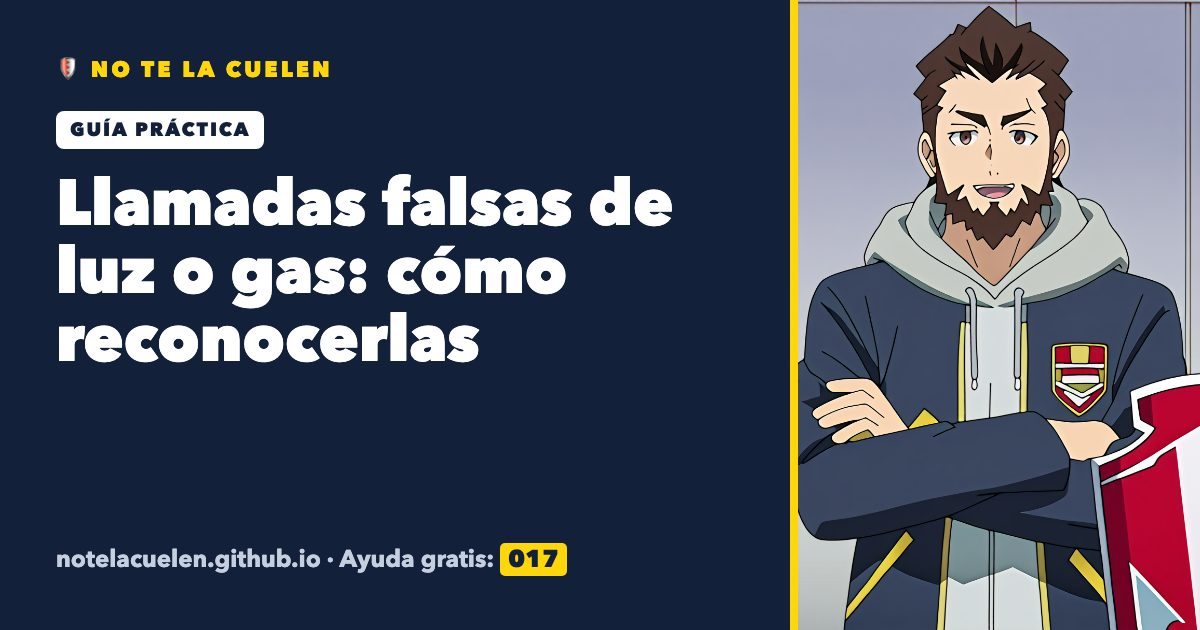 NO TE LA CUELEN
GUÍA PRÁCTICA
Llamadas falsas de
luz o gas: cómo
reconocerlas
notelacuelen.github.io · Ayuda gratis: 017